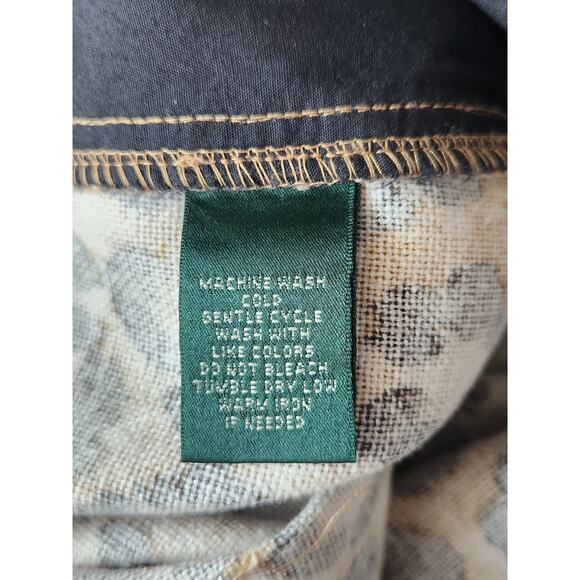 MACHINE WASH
COLD
GENTLE CYCLE
WASH WITH
LIKE COLORS
DO NOT BLEACH
TUMBLE DRY LOW
WARM IRON
IF NEEDED